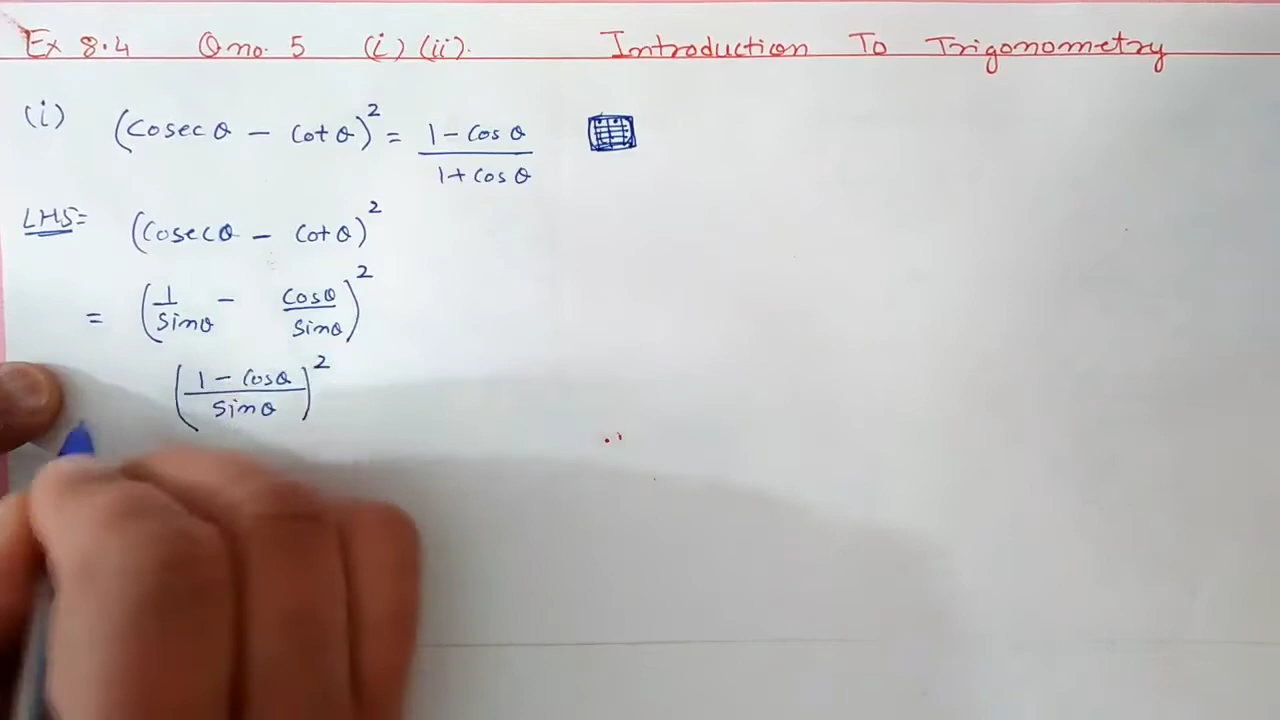 Ex 8.4 Q no. 5 (i) (ii). Introduction To Trigonometry
(i) (Cosec θ - Cot θ)² = 1 - Cos θ / 1 + Cos θ
LHS = (Cosec θ - Cot θ)²
= (1/Sin θ - Cos θ/Sin θ)²
(1 - Cos θ / Sin θ)²